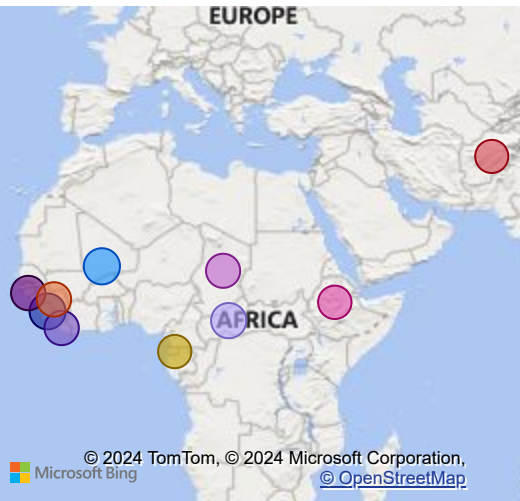 EUROPE
AFRICA
© 2024 TomTom, © 2024 Microsoft Corporation,
Microsoft Bing
© OpenStreetMap